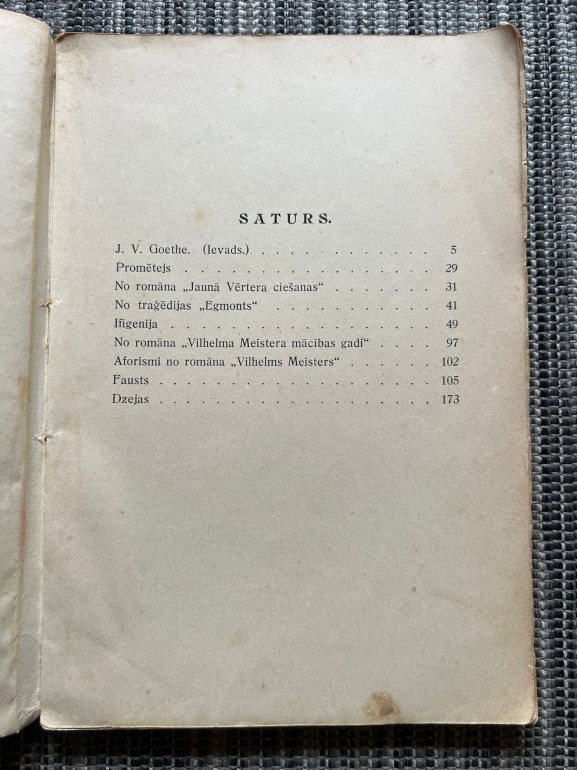 SATURS.
J. V. Goethe. (Ievads.) . . . . . . . . . . . . 5
Promētejs . . . . . . . . . . . . . . . . . 29
No romāna „Jaunā Vērtera ciešanas“ . . . . . . . 31
No traģēdijas „Egmonts“ . . . . . . . . . . . 41
Ifigenija . . . . . . . . . . . . . . . . . . 49
No romāna „Vilhelma Meistera mācības gadi“ . . . . 97
Aforismi no romāna „Vilhelms Meisters“ . . . . . . 102
Fausts . . . . . . . . . . . . . . . . . . 105
Dzejas . . . . . . . . . . . . . . . . . . 173